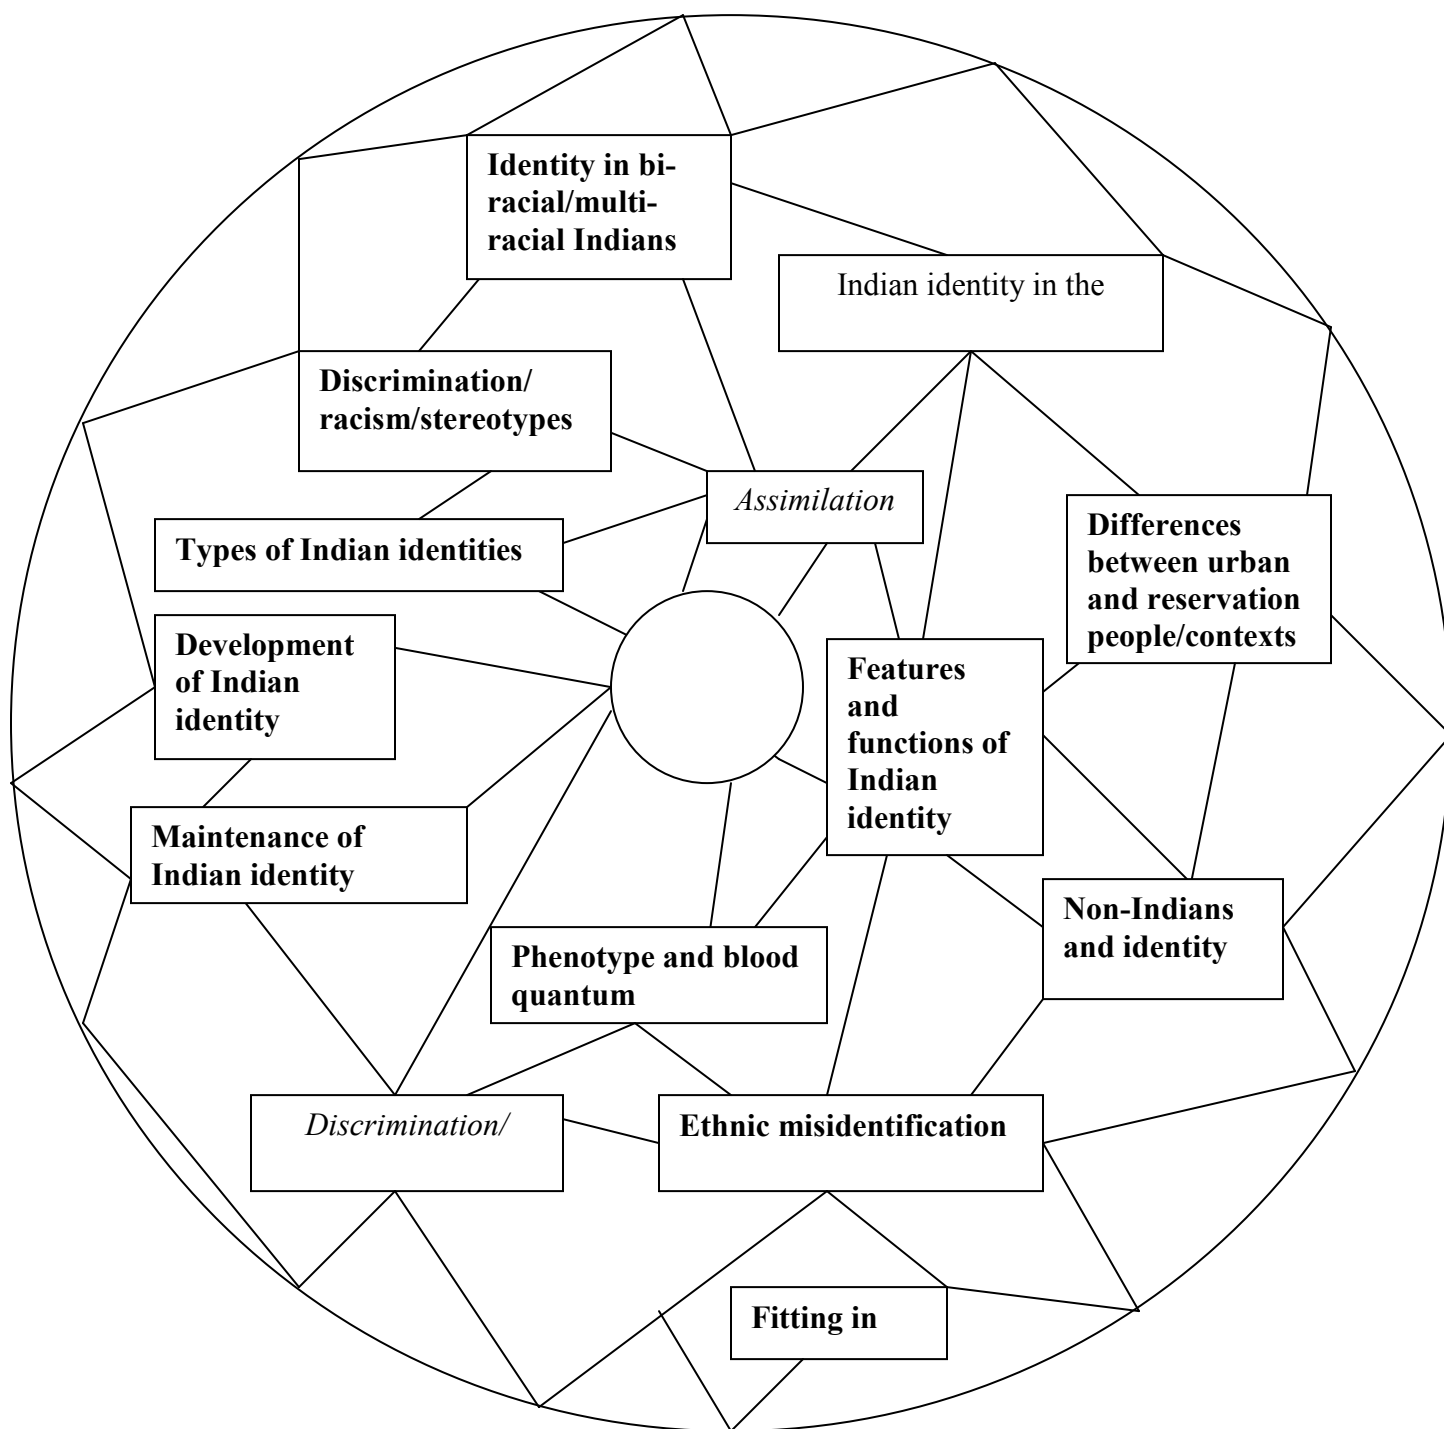 Identity in bi-
racial/multi-
racial Indians
Indian identity in the
Discrimination/
racism/stereotypes
Assimilation
Differences
between urban
and reservation
people/contexts
Types of Indian identities
Development
of Indian
identity
Features
and
functions of
Indian
identity
Maintenance of
Indian identity
Non-Indians
and identity
Phenotype and blood
quantum
Discrimination/
Ethnic misidentification
Fitting in